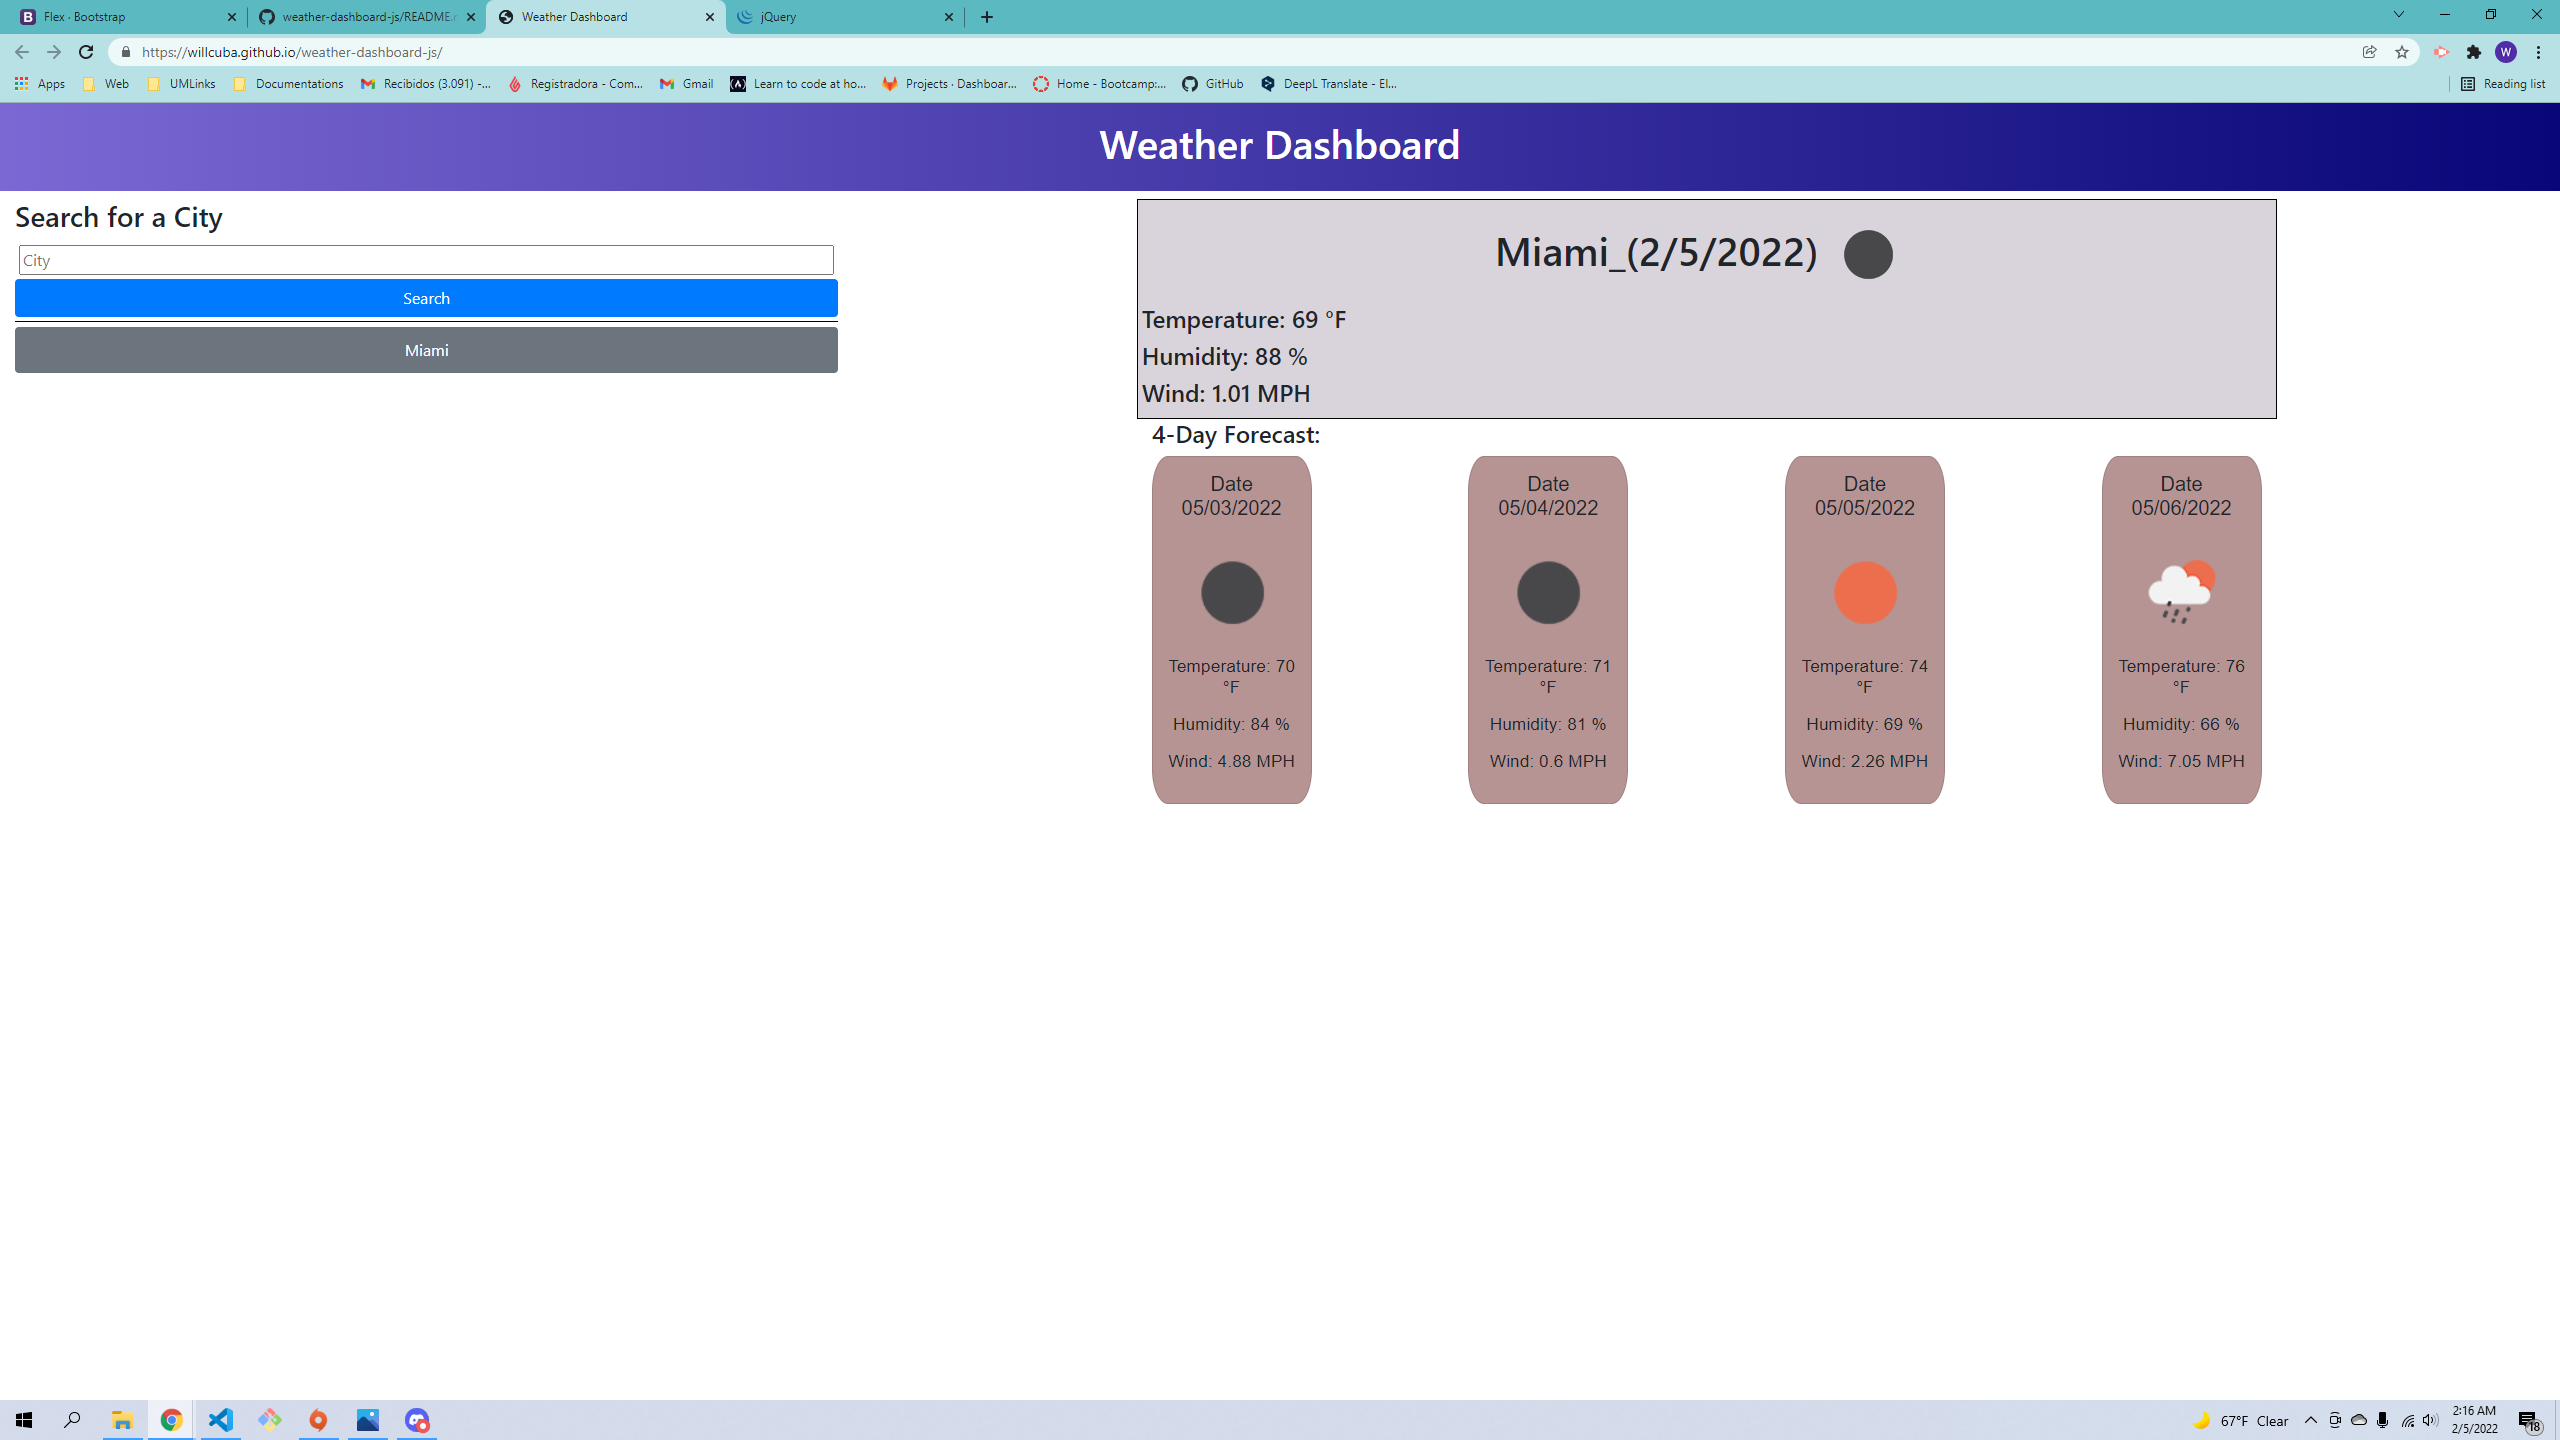 Flex · Bootstrap
weather-dashboard-js/README.
Weather Dashboard
jQuery
https://willcuba.github.io/weather-dashboard-js/
W
Apps
Web
UMLinks
Documentations
Recibidos (3.091) -...
Registradora - Com...
Gmail
Learn to code at ho...
Projects · Dashboar...
Home - Bootcamp:...
GitHub
DeepL Translate - El...
Reading list
Weather Dashboard
Search for a City
City
Search
Miami
Miami_(2/5/2022)
Temperature: 69 °F
Humidity: 88 %
Wind: 1.01 MPH
4-Day Forecast:
Date
05/03/2022
Temperature: 70
°F
Humidity: 84 %
Wind: 4.88 MPH
Date
05/04/2022
Temperature: 71
°F
Humidity: 81 %
Wind: 0.6 MPH
Date
05/05/2022
Temperature: 74
°F
Humidity: 69 %
Wind: 2.26 MPH
Date
05/06/2022
Temperature: 76
°F
Humidity: 66 %
Wind: 7.05 MPH
67°F Clear
2:16 AM
2/5/2022
18